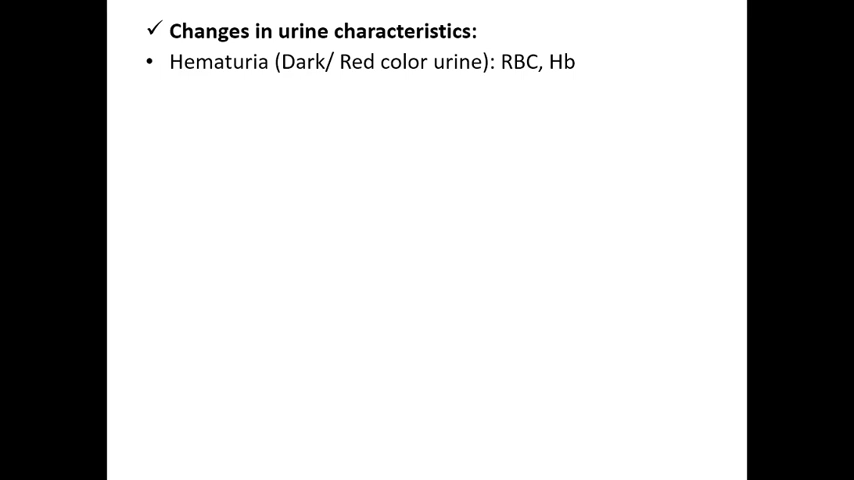 ✓ Changes in urine characteristics:
• Hematuria (Dark/ Red color urine): RBC, Hb